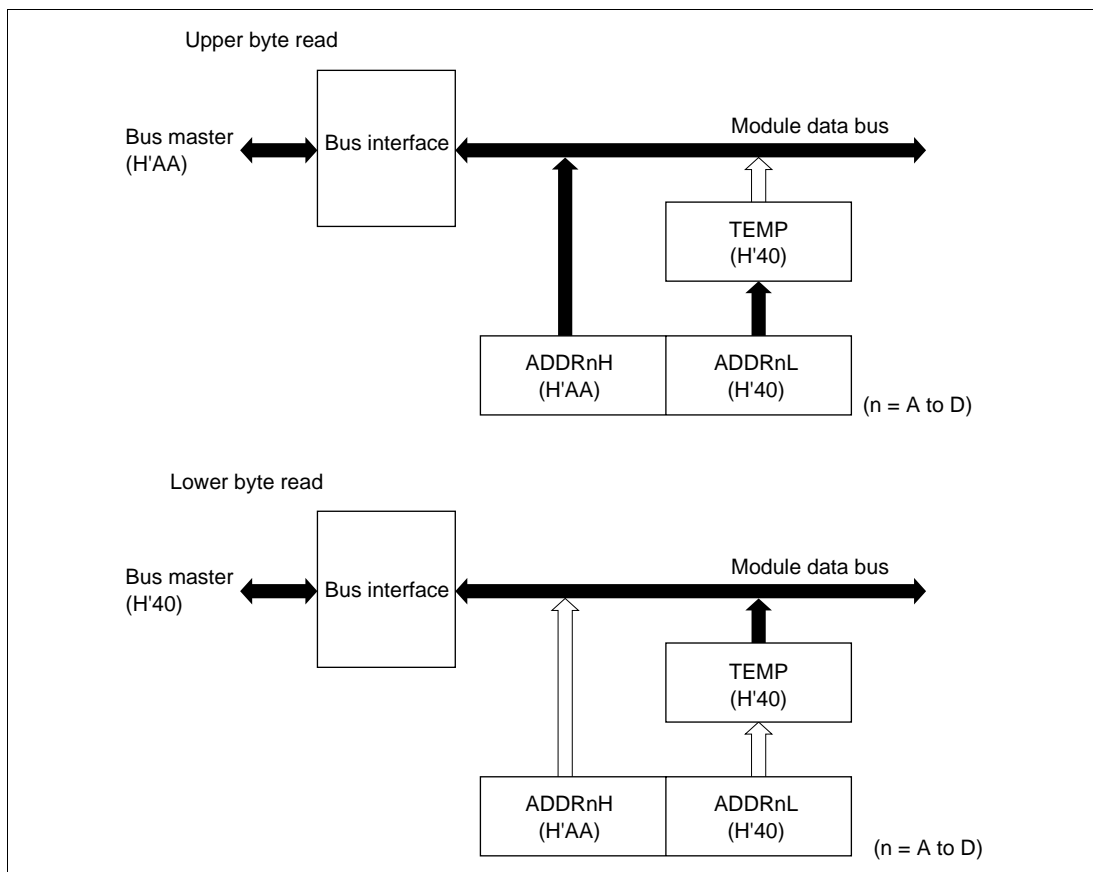 Upper byte read
Bus master
(H'AA)
Bus interface
Module data bus
TEMP
(H'40)
ADDRnH
(H'AA)
ADDRnL
(H'40)
(n = A to D)
Lower byte read
Bus master
(H'40)
Bus interface
Module data bus
TEMP
(H'40)
ADDRnH
(H'AA)
ADDRnL
(H'40)
(n = A to D)